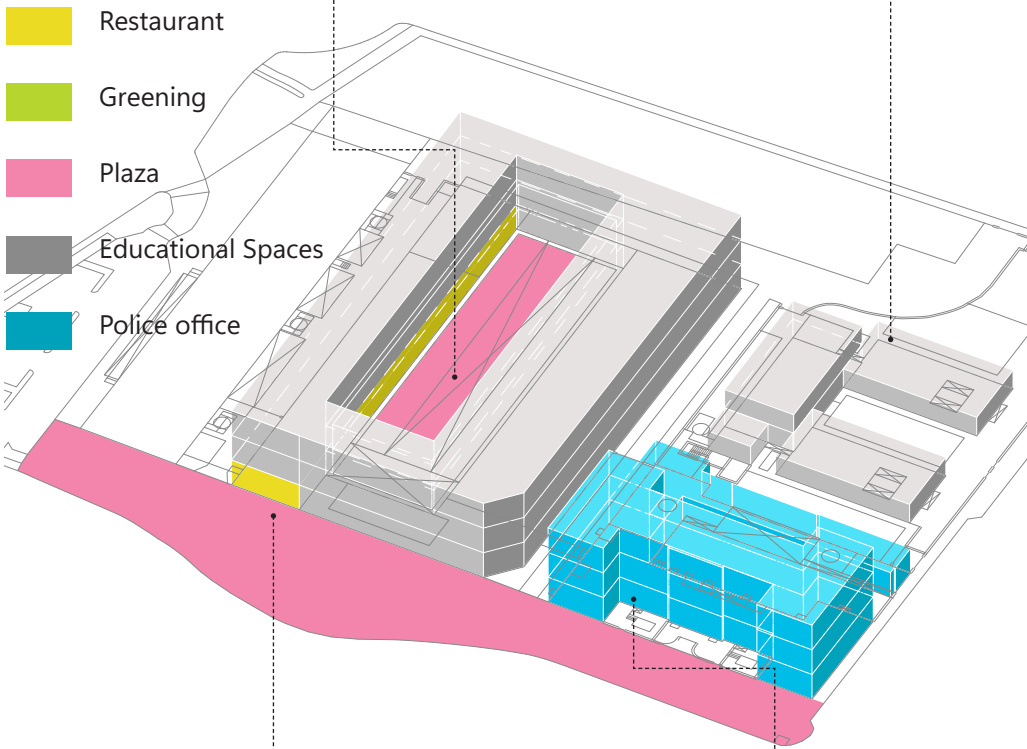 Restaurant
Greening
Plaza
Educational Spaces
Police office